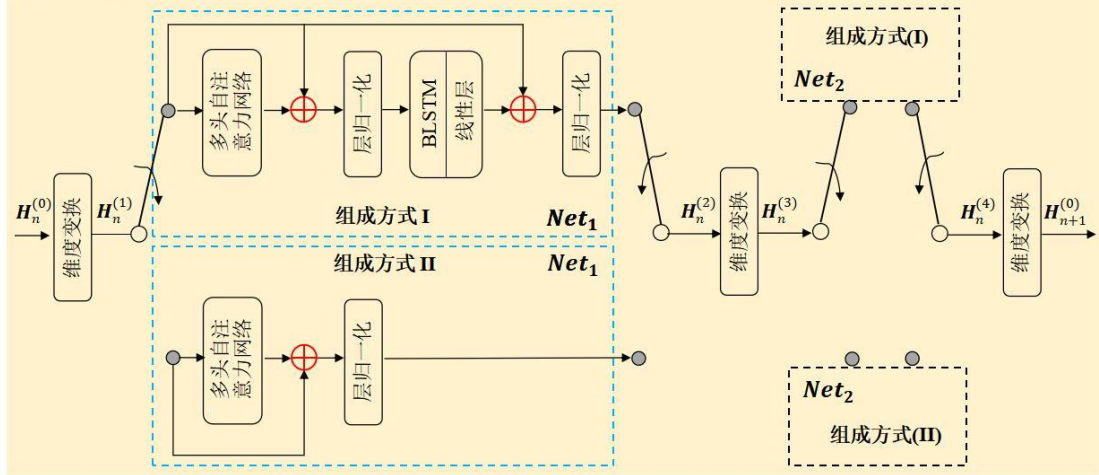 多头自注
意力网络
层归一化
BLSTM
线性层
层归一化
组成方式 I
Net₁
组成方式(I)
Net₂
H_n^{(0)}
维度变换
H_n^{(1)}
H_n^{(2)}
维度变换
H_n^{(3)}
H_n^{(4)}
维度变换
H_{n+1}^{(0)}
组成方式 II
Net₁
多头自注
意力网络
层归一化
Net₂
组成方式(II)